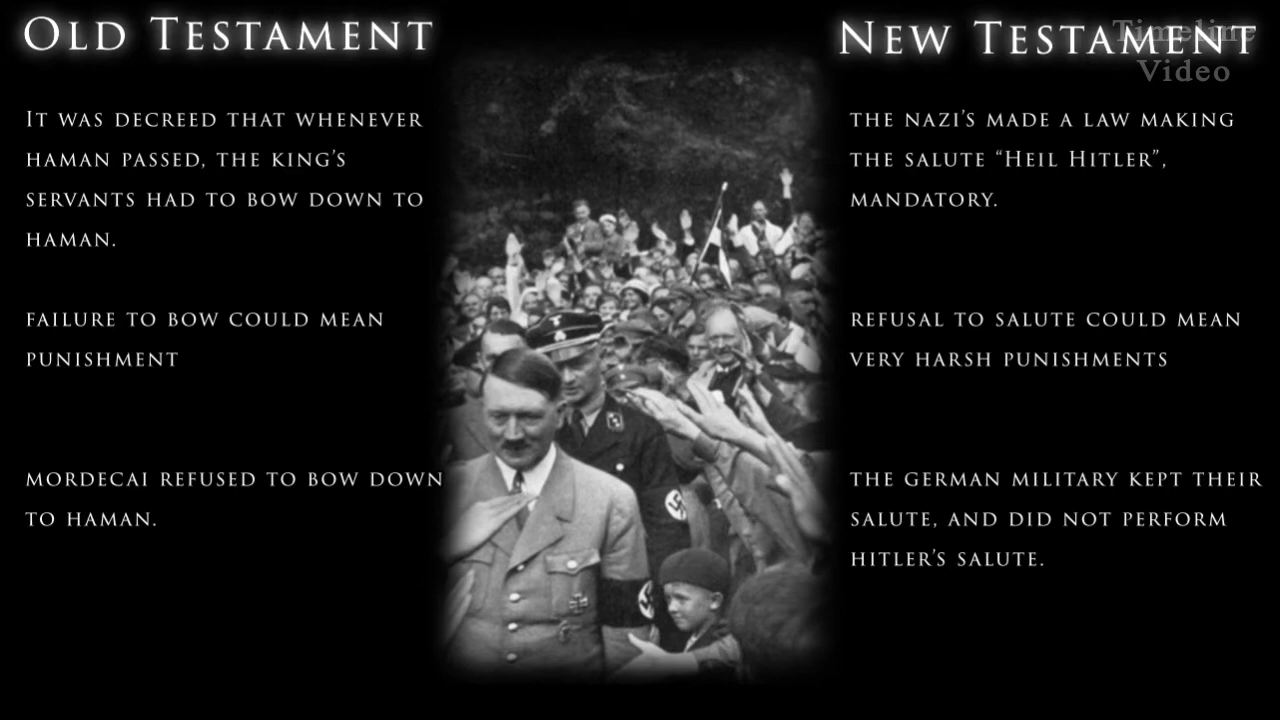 Old Testament
It was decreed that whenever
Haman passed, the king's
servants had to bow down to
Haman.
failure to bow could mean
punishment
mordecai refused to bow down
to haman.
New Testament
Timeline
Video
the nazi's made a law making
the salute “Heil Hitler”,
mandatory.
refusal to salute could mean
very harsh punishments
the german military kept their
salute, and did not perform
hitler's salute.